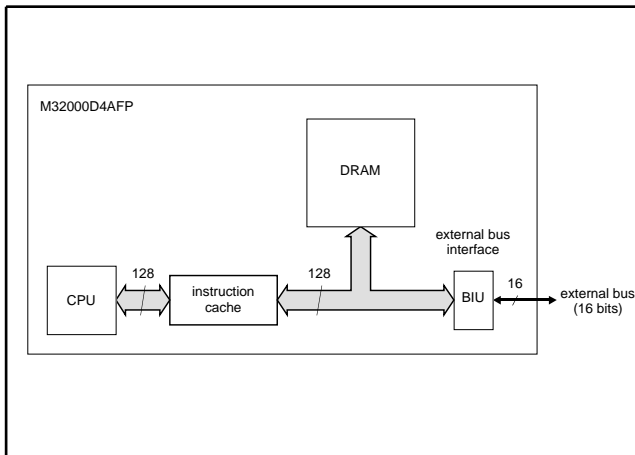 M32000D4AFP
DRAM
external bus
interface
128
128
16
CPU
instruction
cache
BIU
external bus
(16 bits)